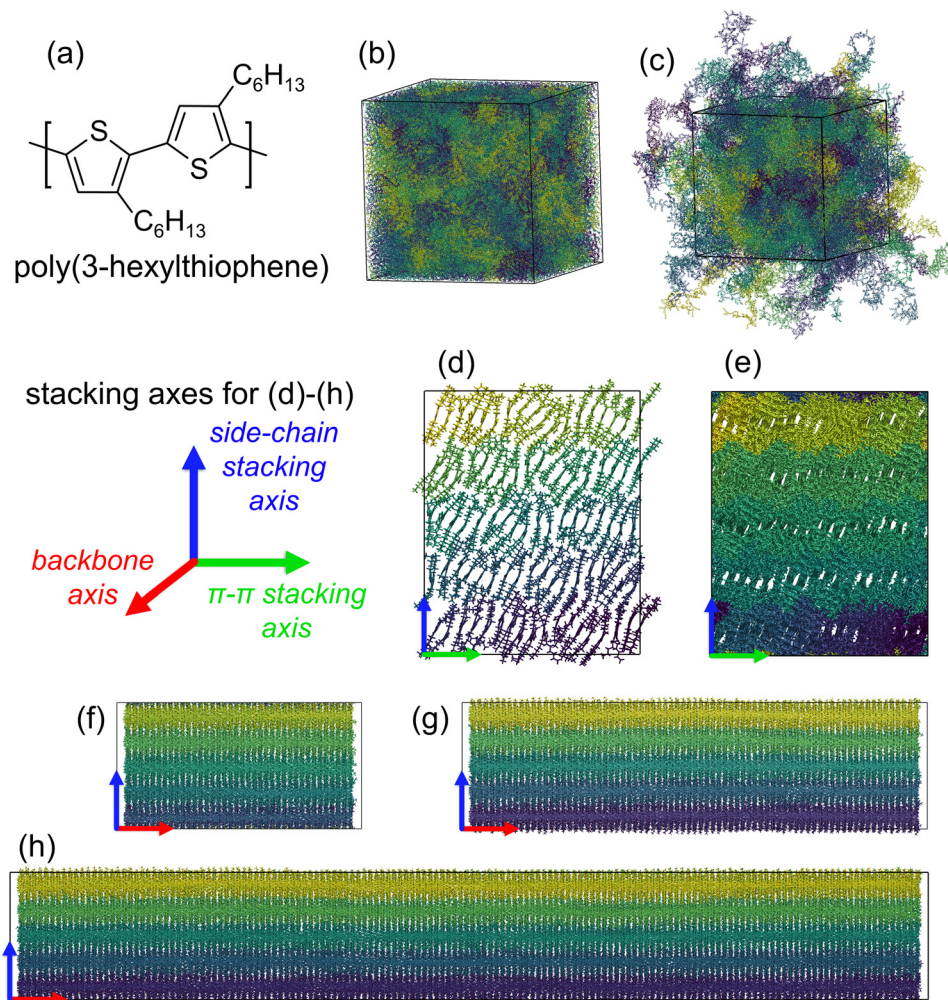 (a)
C6H13
S
S
C6H13
poly(3-hexylthiophene)
(b)
(c)
stacking axes for (d)-(h)
side-chain
stacking
axis
backbone
axis
π-π stacking
axis
(d)
(e)
(f)
(g)
(h)